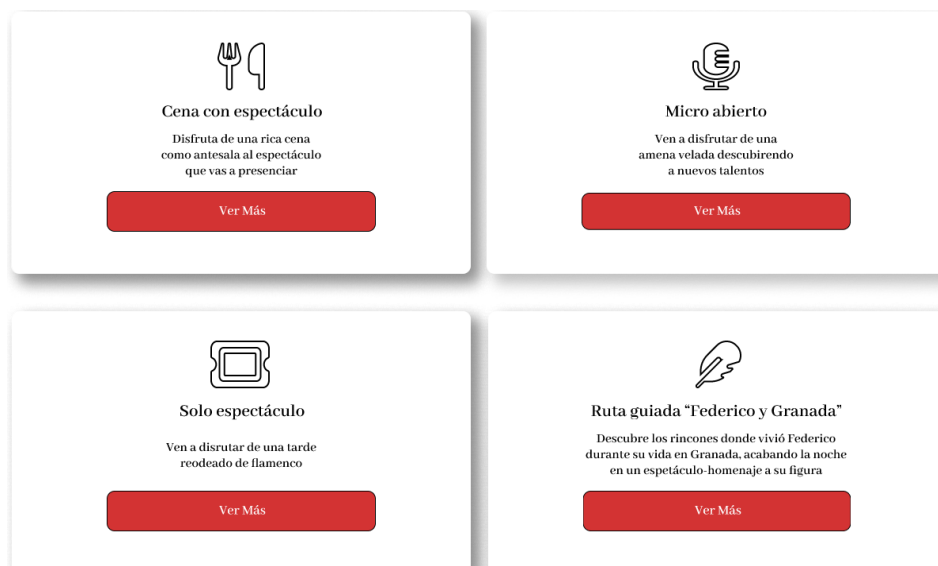 Cena con espectáculo
Disfruta de una rica cena
como antesala al espectáculo
que vas a presenciar
Ver Más
Micro abierto
Ven a disfrutar de una
amena velada descubirendo
a nuevos talentos
Ver Más
Solo espectáculo
Ven a disrutar de una tarde
reodeado de flamenco
Ver Más
Ruta guiada “Federico y Granada”
Descubre los rincones donde vivió Federico
durante su vida en Granada, acabando la noche
en un espetáculo-homenaje a su figura
Ver Más